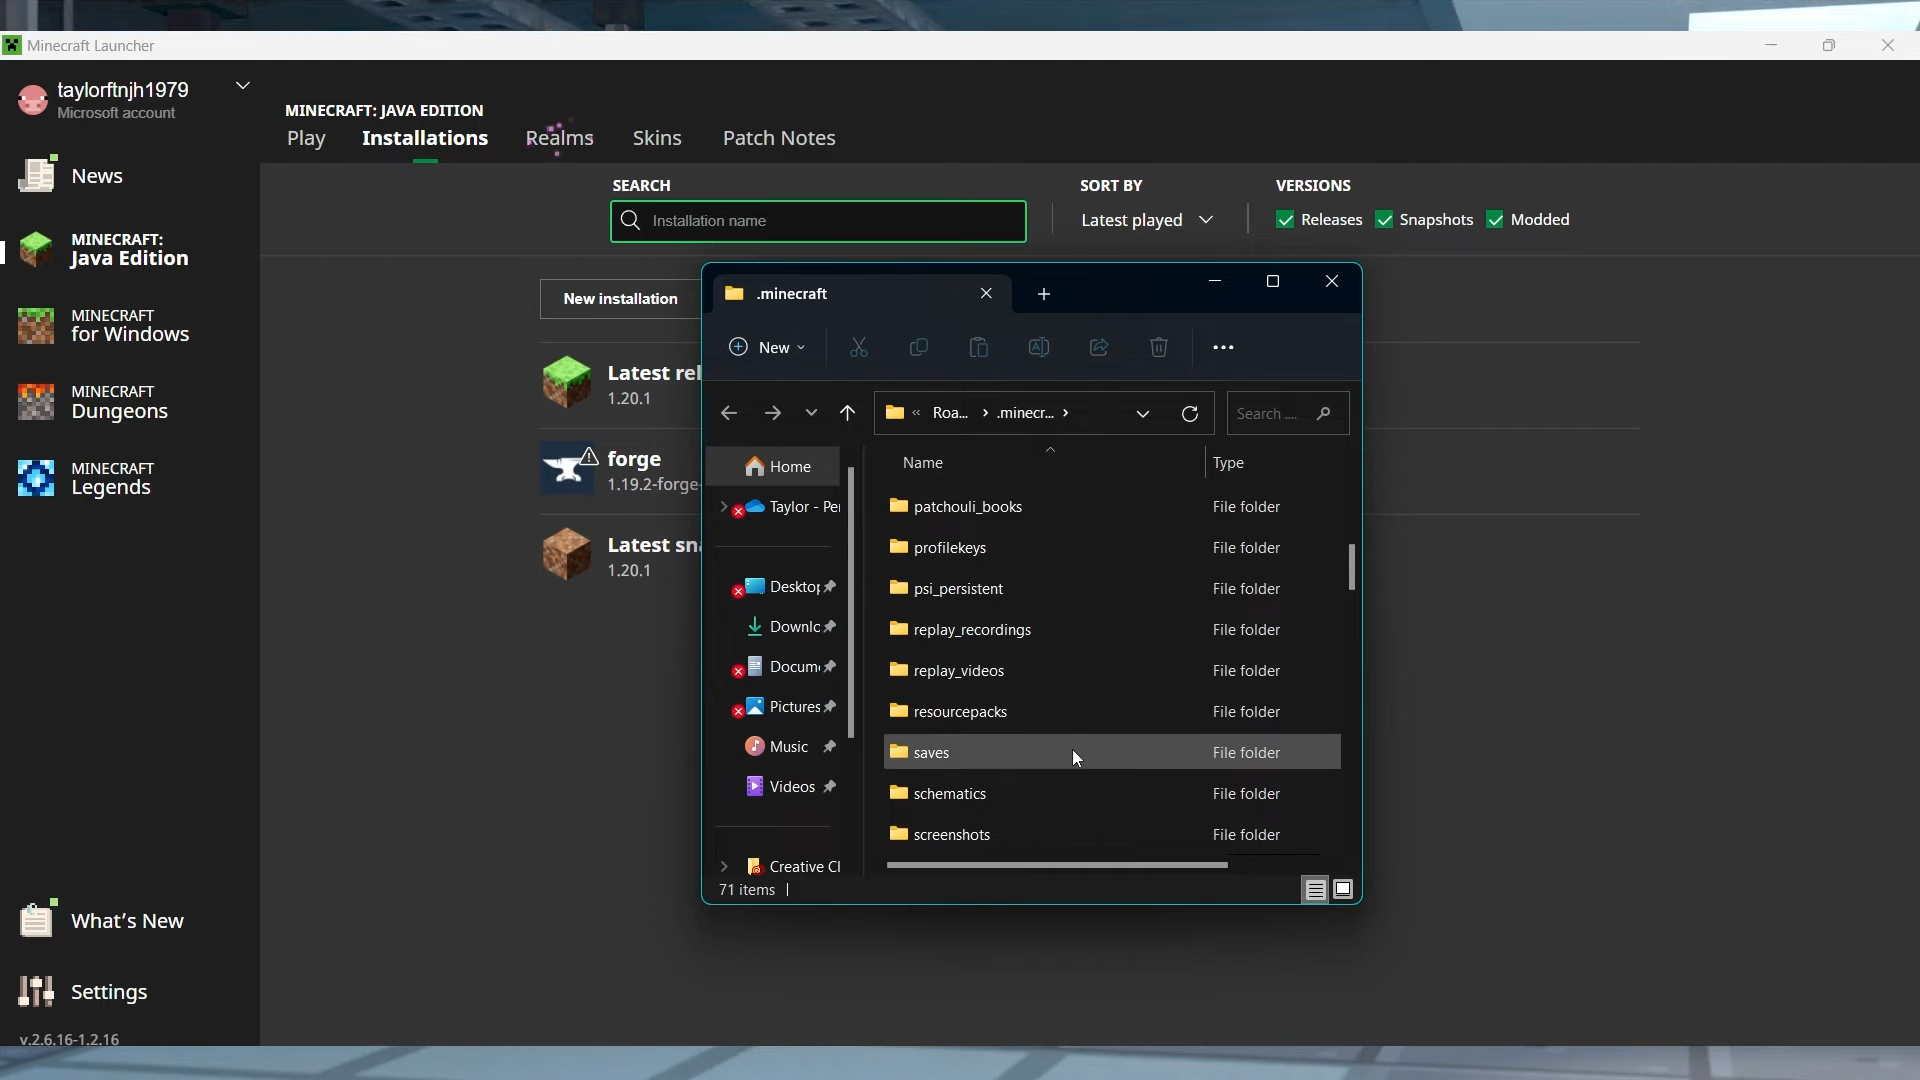 Minecraft Launcher
taylorftnjh1979
Microsoft account
News
MINECRAFT:
Java Edition
MINECRAFT
for Windows
MINECRAFT
Dungeons
MINECRAFT
Legends
What's New
Settings
v.2.6.16-1.2.16
MINECRAFT: JAVA EDITION
Play Installations Realms Skins Patch Notes
SEARCH SORT BY VERSIONS
Installation name Latest played Releases Snapshots Modded
New installation
Latest rel
1.20.1
forge
1.19.2-forge-
Latest sna
1.20.1
.minecraft
New
Roa... .minecr...
Search ...
Home
Taylor - Per
Desktop
Downlo
Docum
Pictures
Music
Videos
Creative Cl
Name Type
patchouli_books File folder
profilekeys File folder
psi_persistent File folder
replay_recordings File folder
replay_videos File folder
resourcepacks File folder
saves File folder
schematics File folder
screenshots File folder
71 items